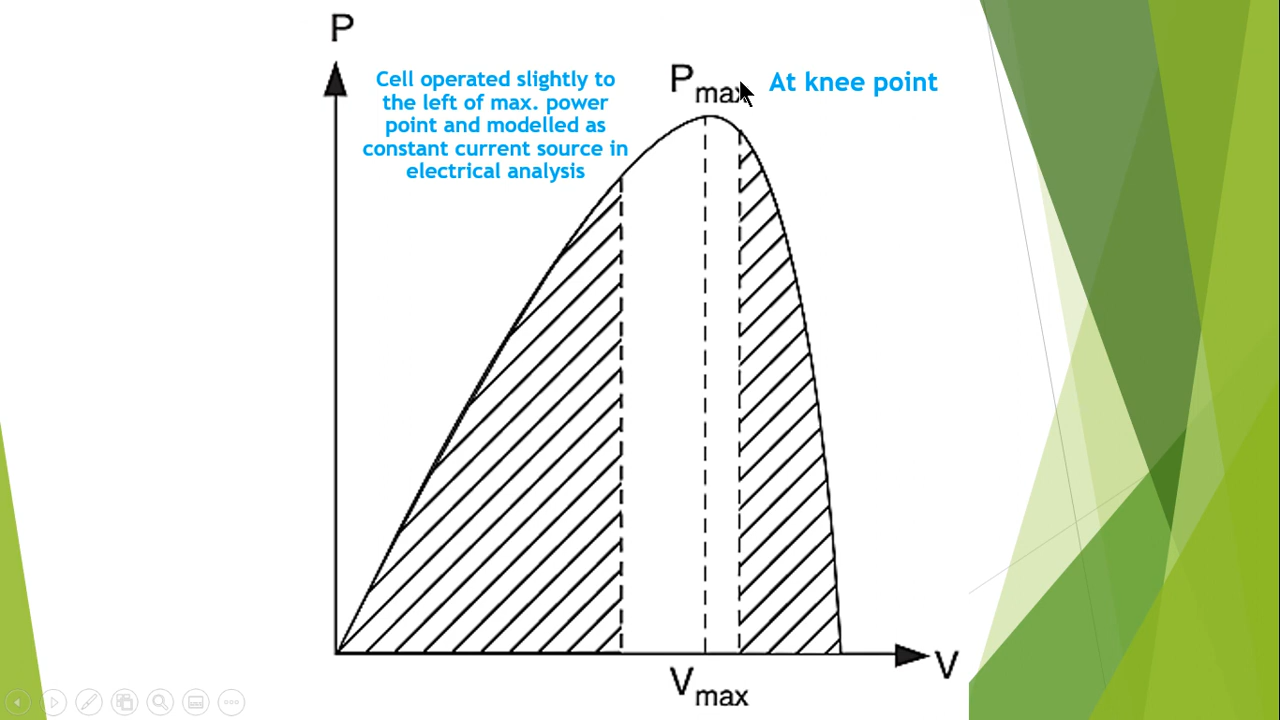 P
Cell operated slightly to
the left of max. power
point and modelled as
constant current source in
electrical analysis
Pmax
At knee point
V
Vmax